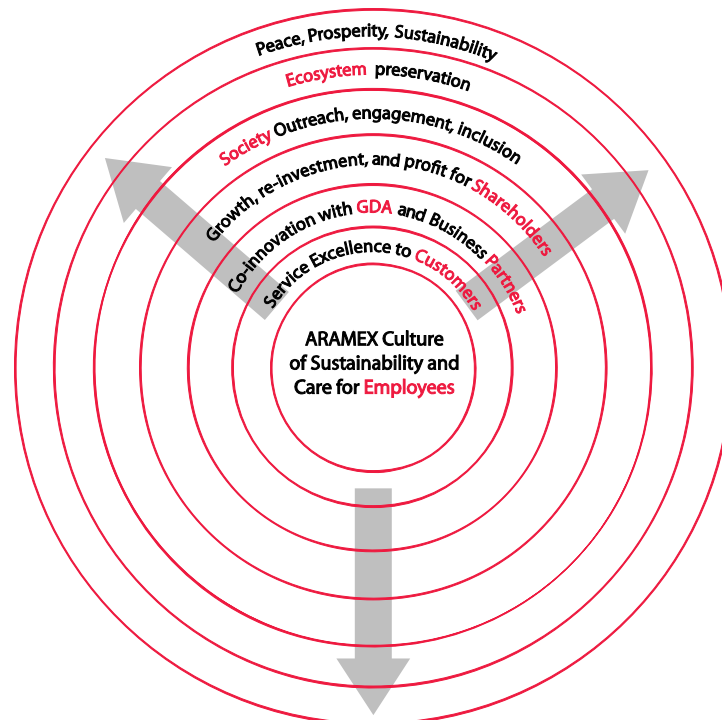 Peace, Prosperity, Sustainability
Ecosystem preservation
Society Outreach, engagement, inclusion
Growth, re-investment, and profit for Shareholders
Co-innovation with GDA and Business Partners
Service Excellence to Customers
ARAMEX Culture
of Sustainability and
Care for Employees